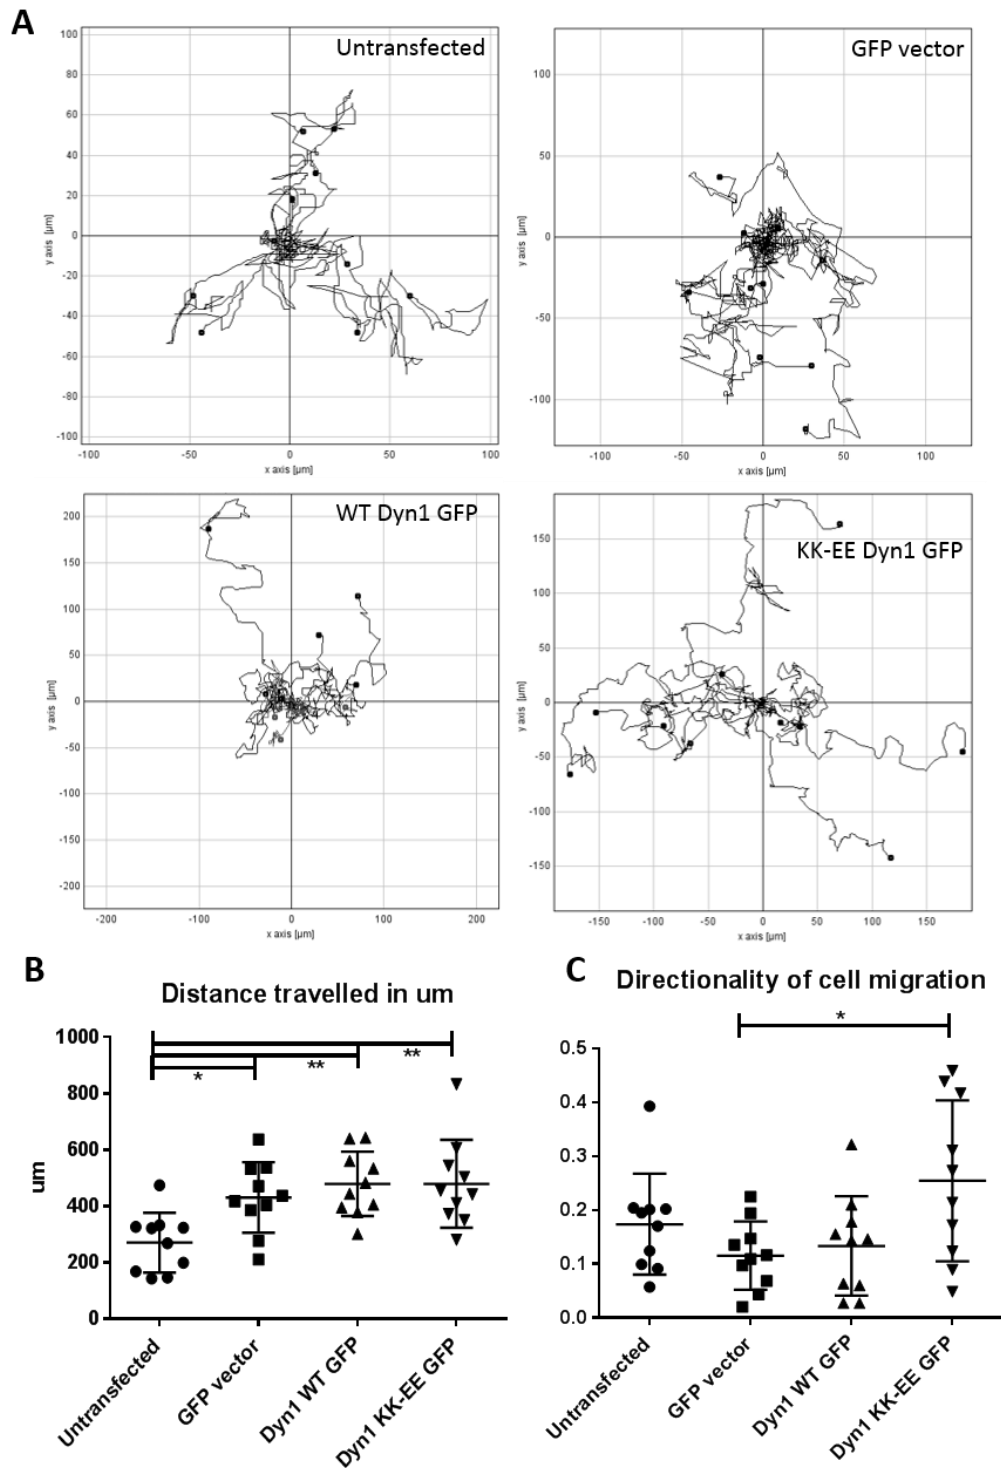 A
Untransfected
100
80
60
40
20
0
-20
-40
-60
-80
-100
y axis [µm]
-100 -50 0 50 100
x axis [µm]
GFP vector
100
50
0
-50
-100
y axis [µm]
-100 -50 0 50 100
x axis [µm]
WT Dyn1 GFP
200
150
100
50
0
-50
-100
-150
-200
y axis [µm]
-200 -100 0 100 200
x axis [µm]
KK-EE Dyn1 GFP
150
100
50
0
-50
-100
-150
y axis [µm]
-150 -100 -50 0 50 100 150
x axis [µm]
B
Distance travelled in um
1000
800
600
400
200
0
um
* ** **
Untransfected
GFP vector
Dyn1 WT GFP
Dyn1 KK-EE GFP
C
Directionality of cell migration
*
0.5
0.4
0.3
0.2
0.1
0.0
Untransfected
GFP vector
Dyn1 WT GFP
Dyn1 KK-EE GFP